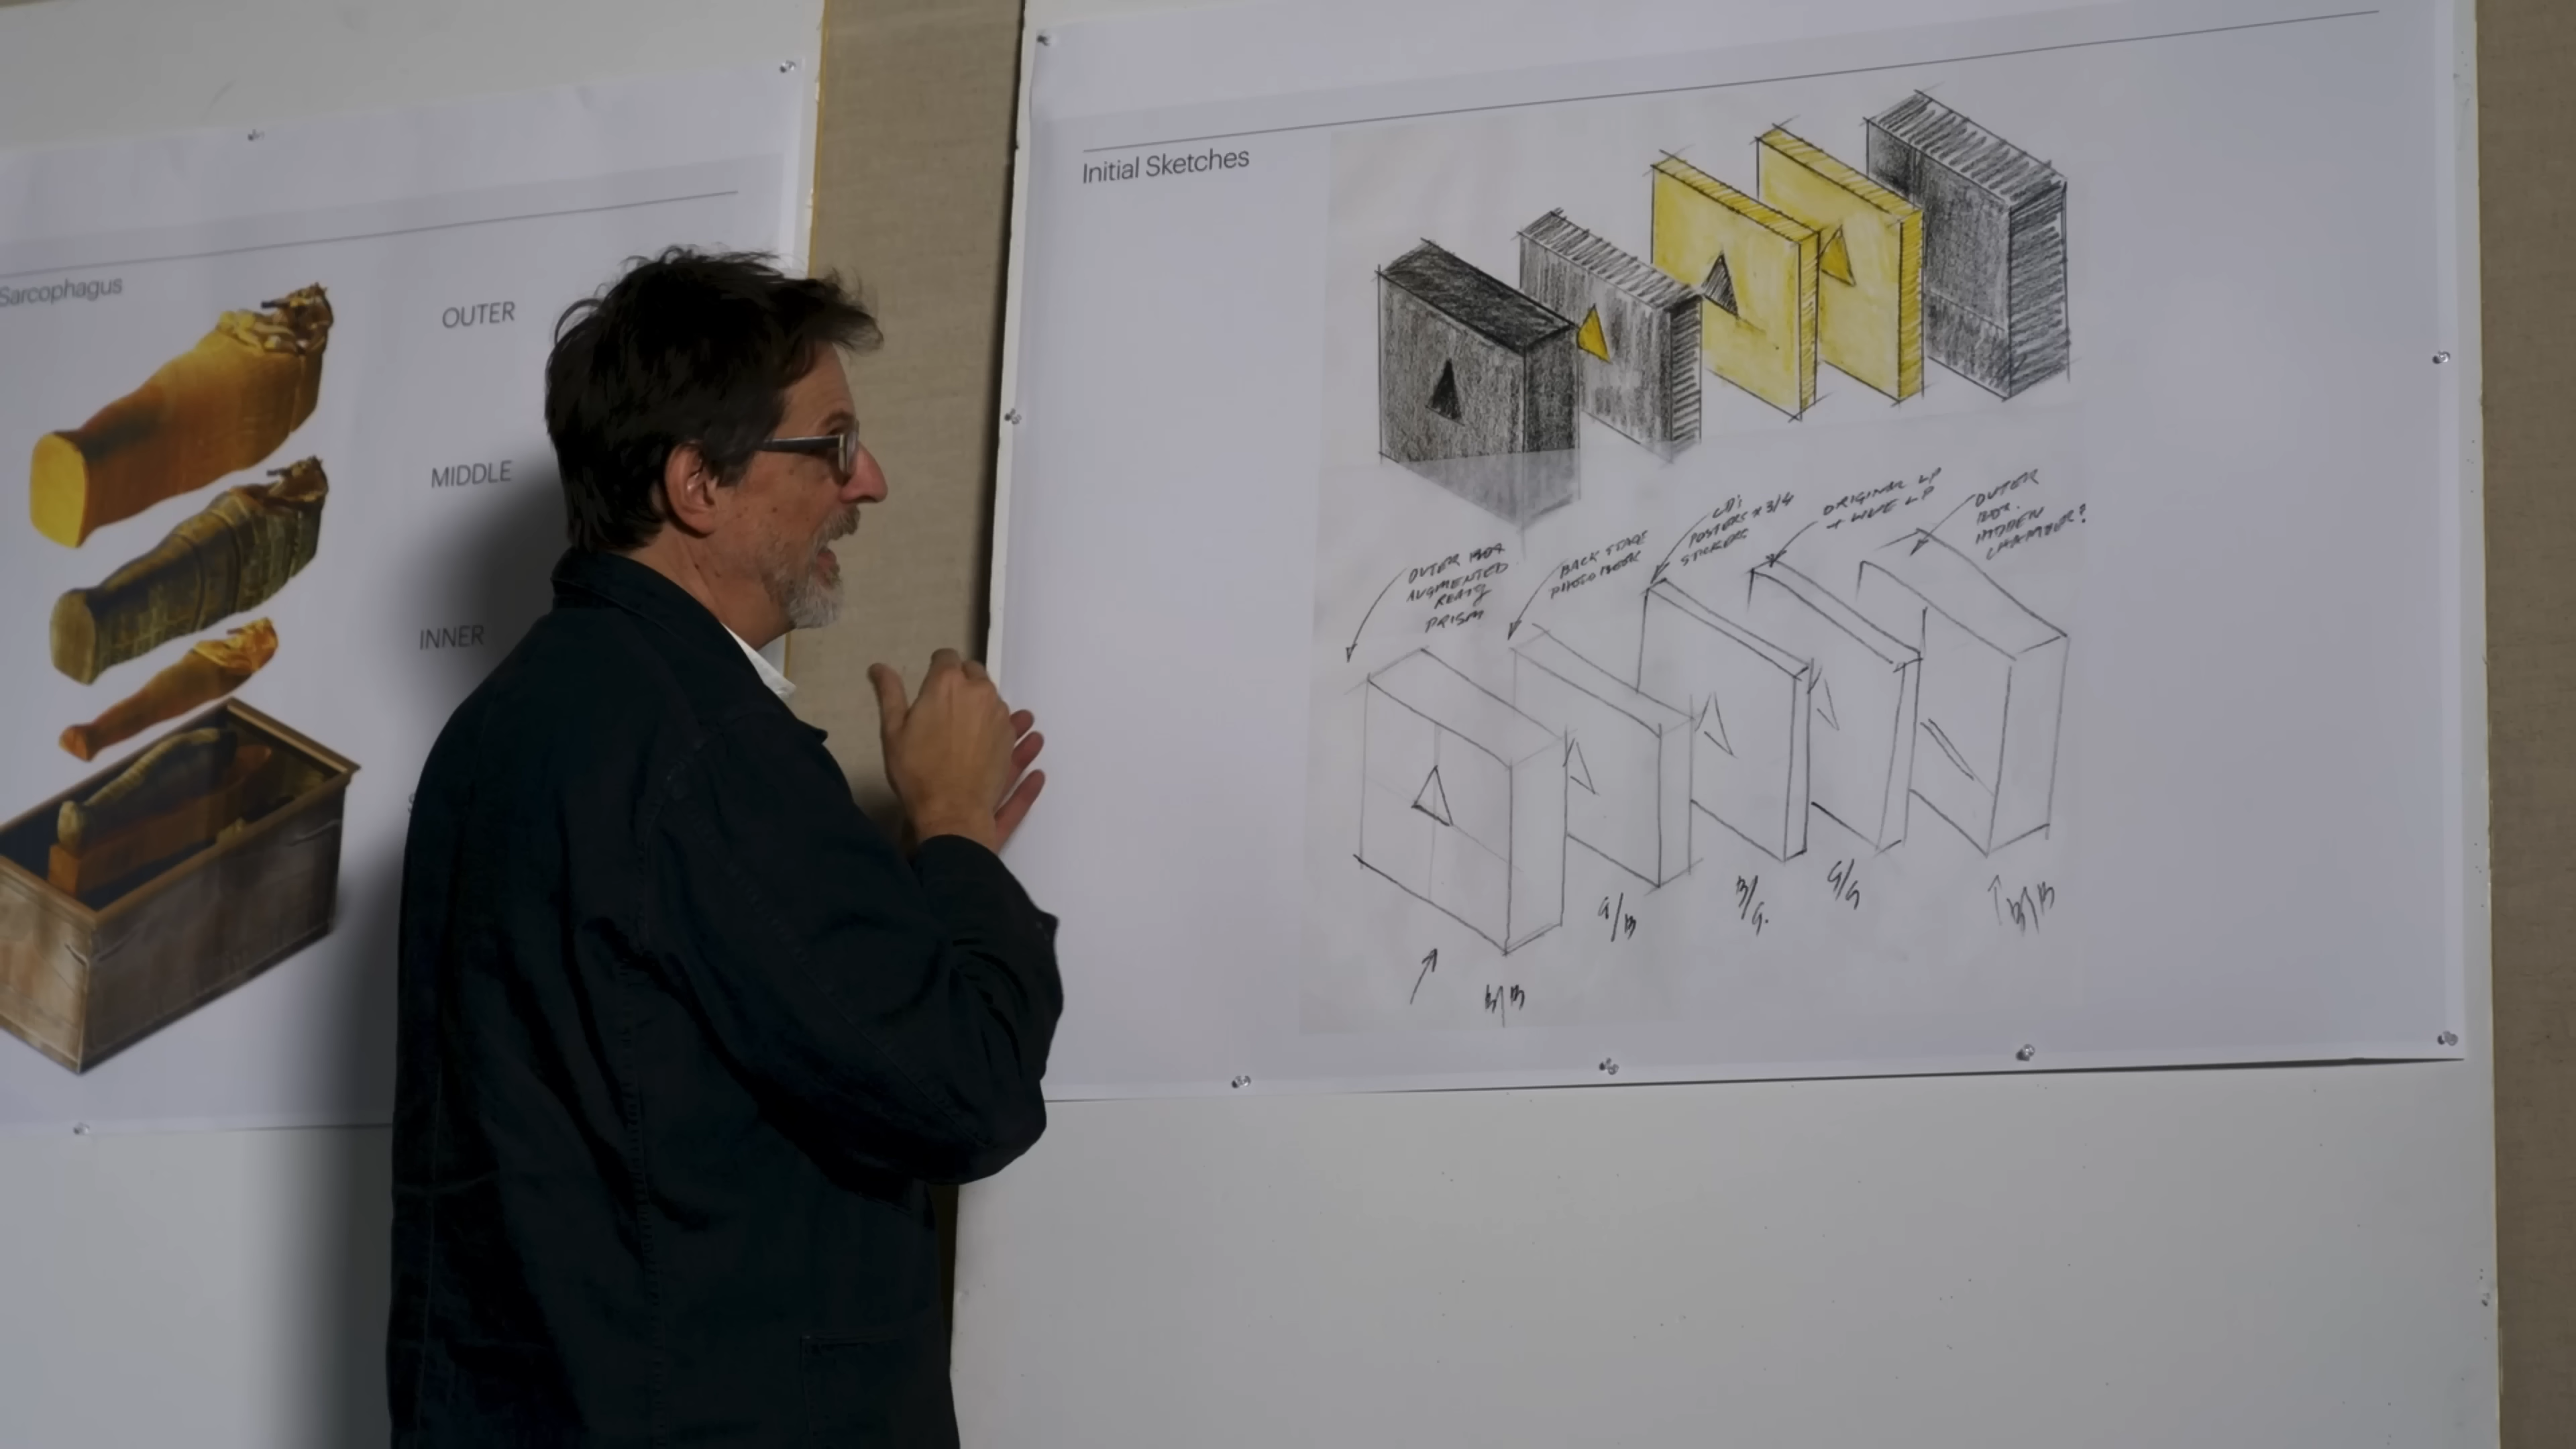 Sarcophagus
OUTER
MIDDLE
INNER
Initial Sketches
OUTER BOX
AUGMENTED
REALITY
PRISM
BACK STAGE
PHOTO BOOK
CD's
POSTERS x 3/4
STICKERS
ORIGINAL LP
+ LIVE LP
OUTER
BOX.
HIDDEN
CHAMBER?
B/B
G/B
B/G.
G/G
B/B